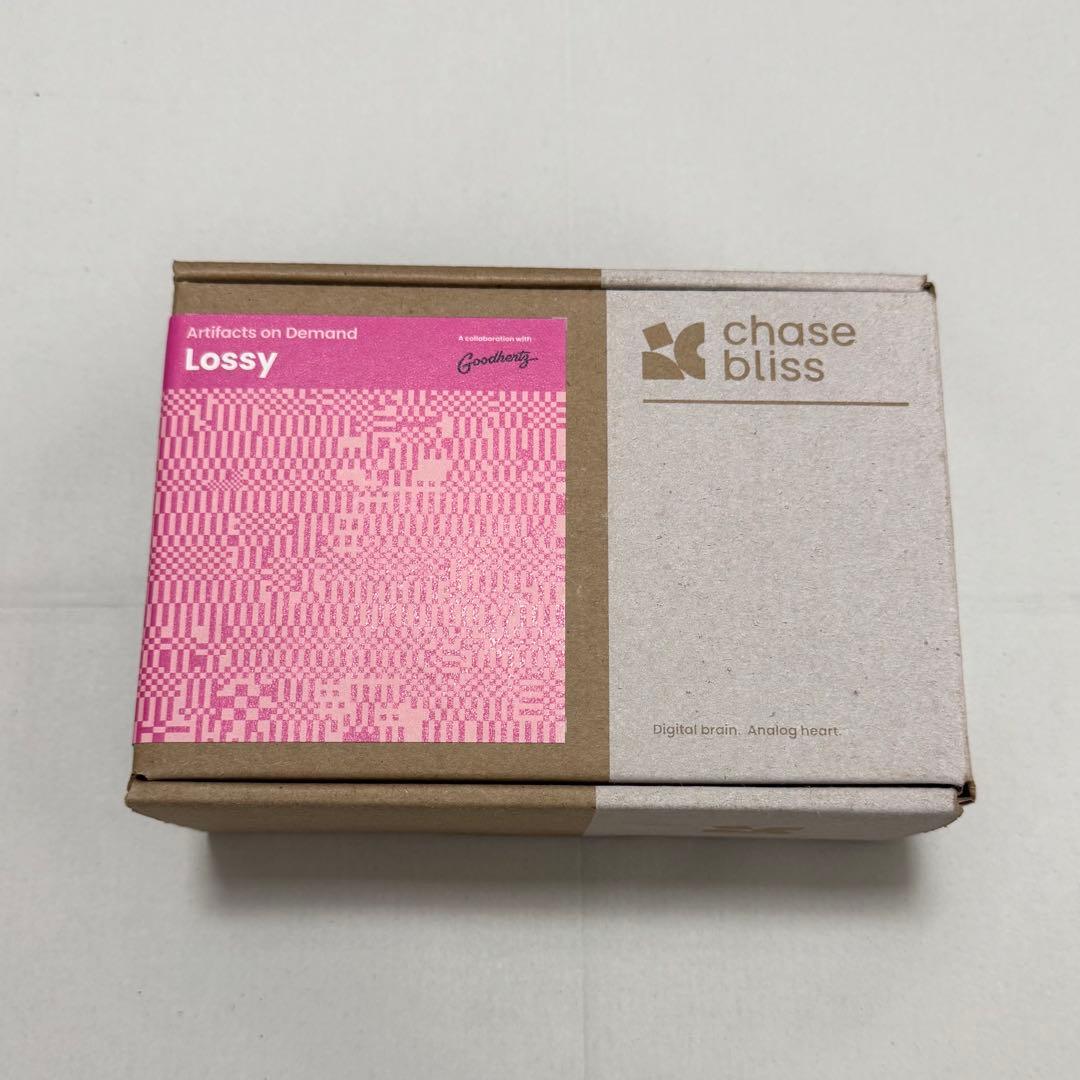 Artifacts on Demand
Lossy
A collaboration with
Goodhertz
chase
bliss
Digital brain. Analog heart.